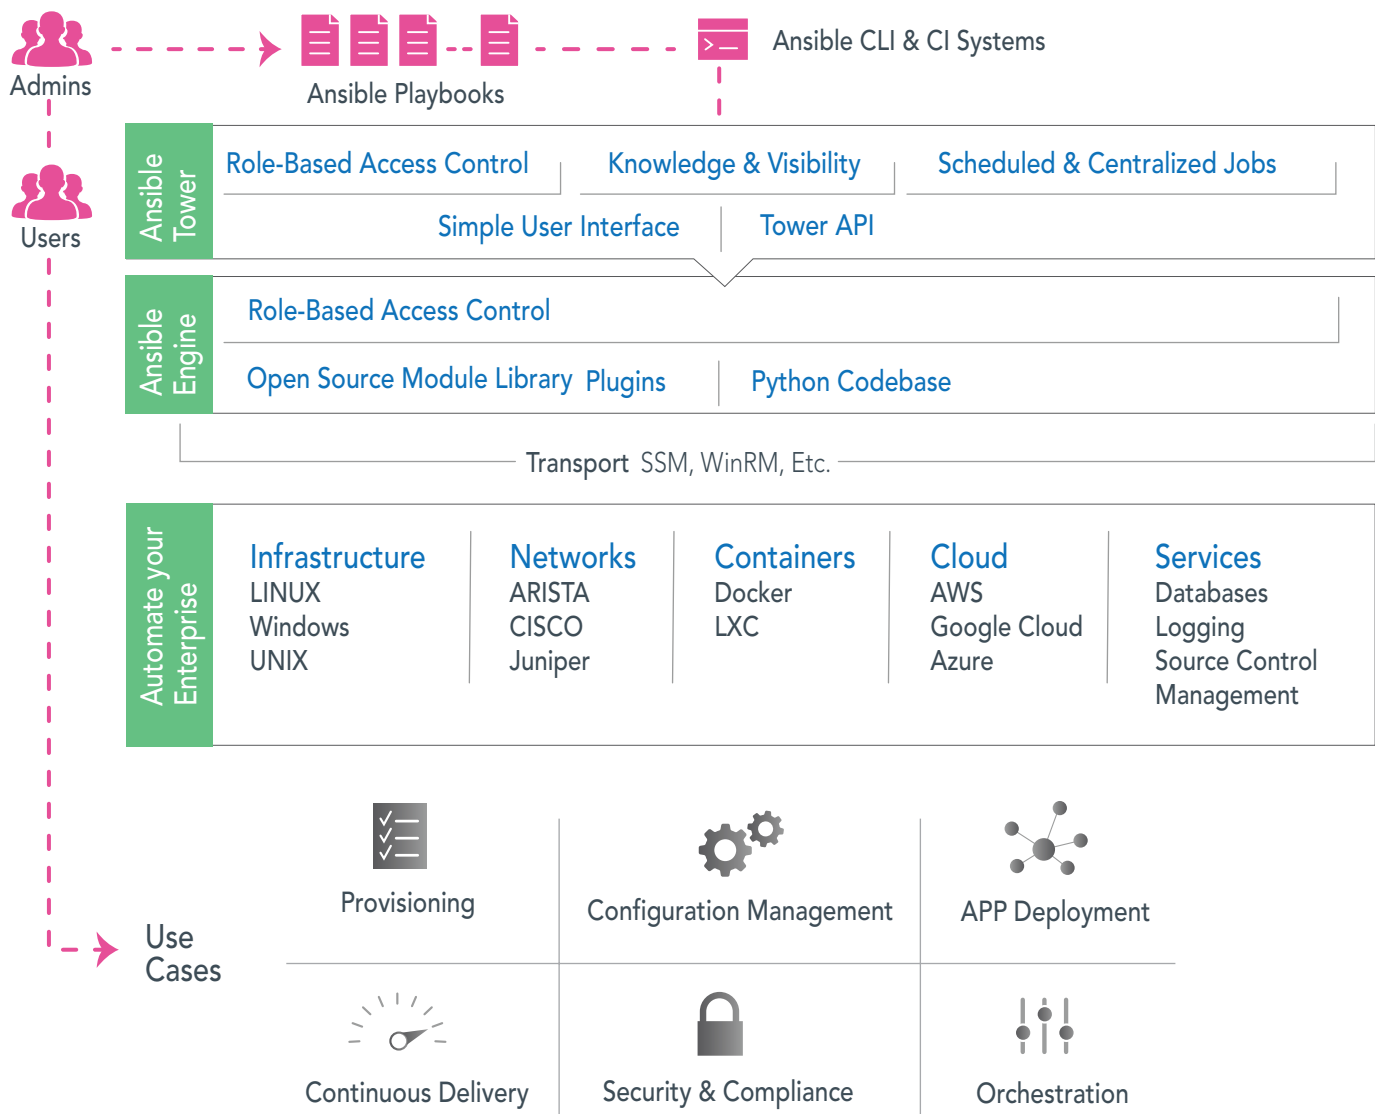 Admins
Ansible Playbooks
Ansible CLI & CI Systems
Users
Ansible
Tower
Role-Based Access Control
Knowledge & Visibility
Scheduled & Centralized Jobs
Simple User Interface
Tower API
Ansible
Engine
Role-Based Access Control
Open Source Module Library
Plugins
Python Codebase
Transport SSM, WinRM, Etc.
Automate your
Enterprise
Infrastructure
LINUX
Windows
UNIX
Networks
ARISTA
CISCO
Juniper
Containers
Docker
LXC
Cloud
AWS
Google Cloud
Azure
Services
Databases
Logging
Source Control
Management
Use
Cases
Provisioning
Configuration Management
APP Deployment
Continuous Delivery
Security & Compliance
Orchestration